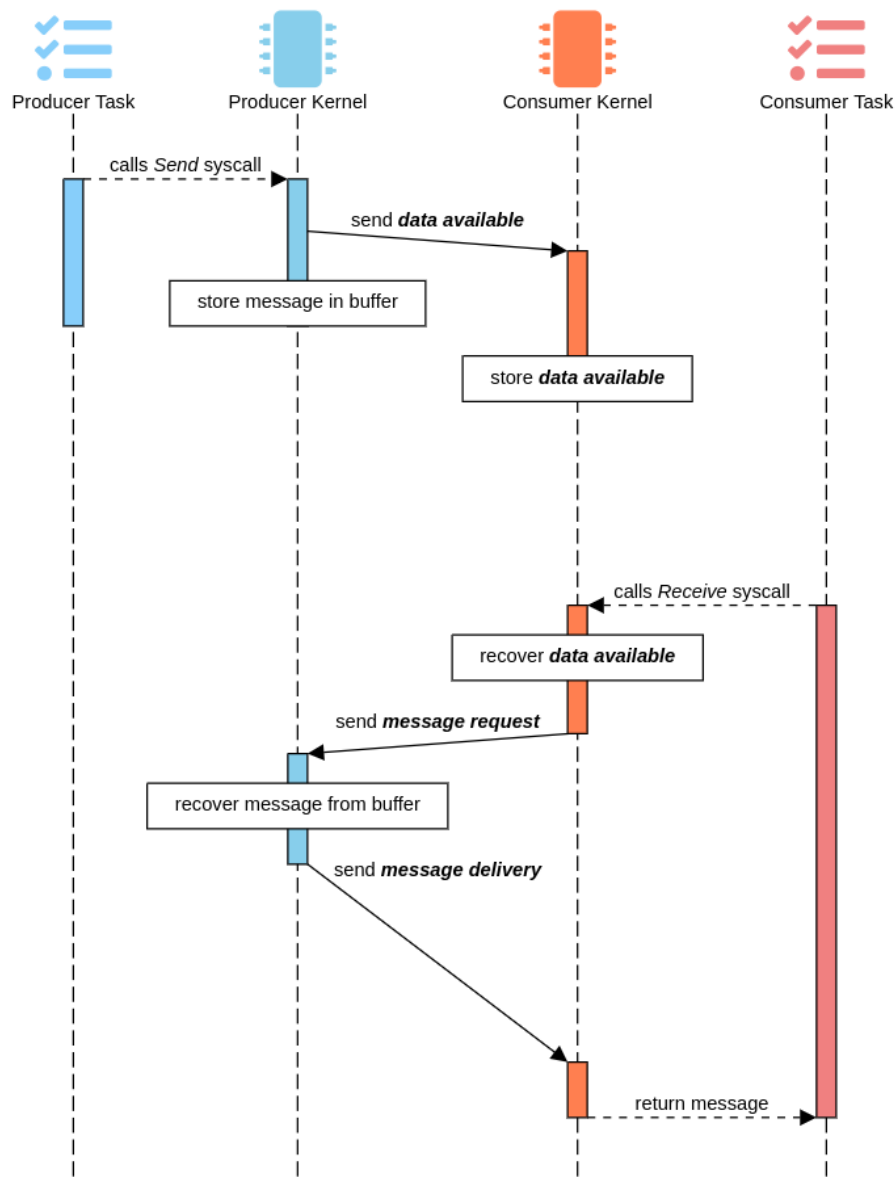 Producer Task
Producer Kernel
Consumer Kernel
Consumer Task
calls Send syscall
send data available
store message in buffer
store data available
calls Receive syscall
recover data available
send message request
recover message from buffer
send message delivery
return message